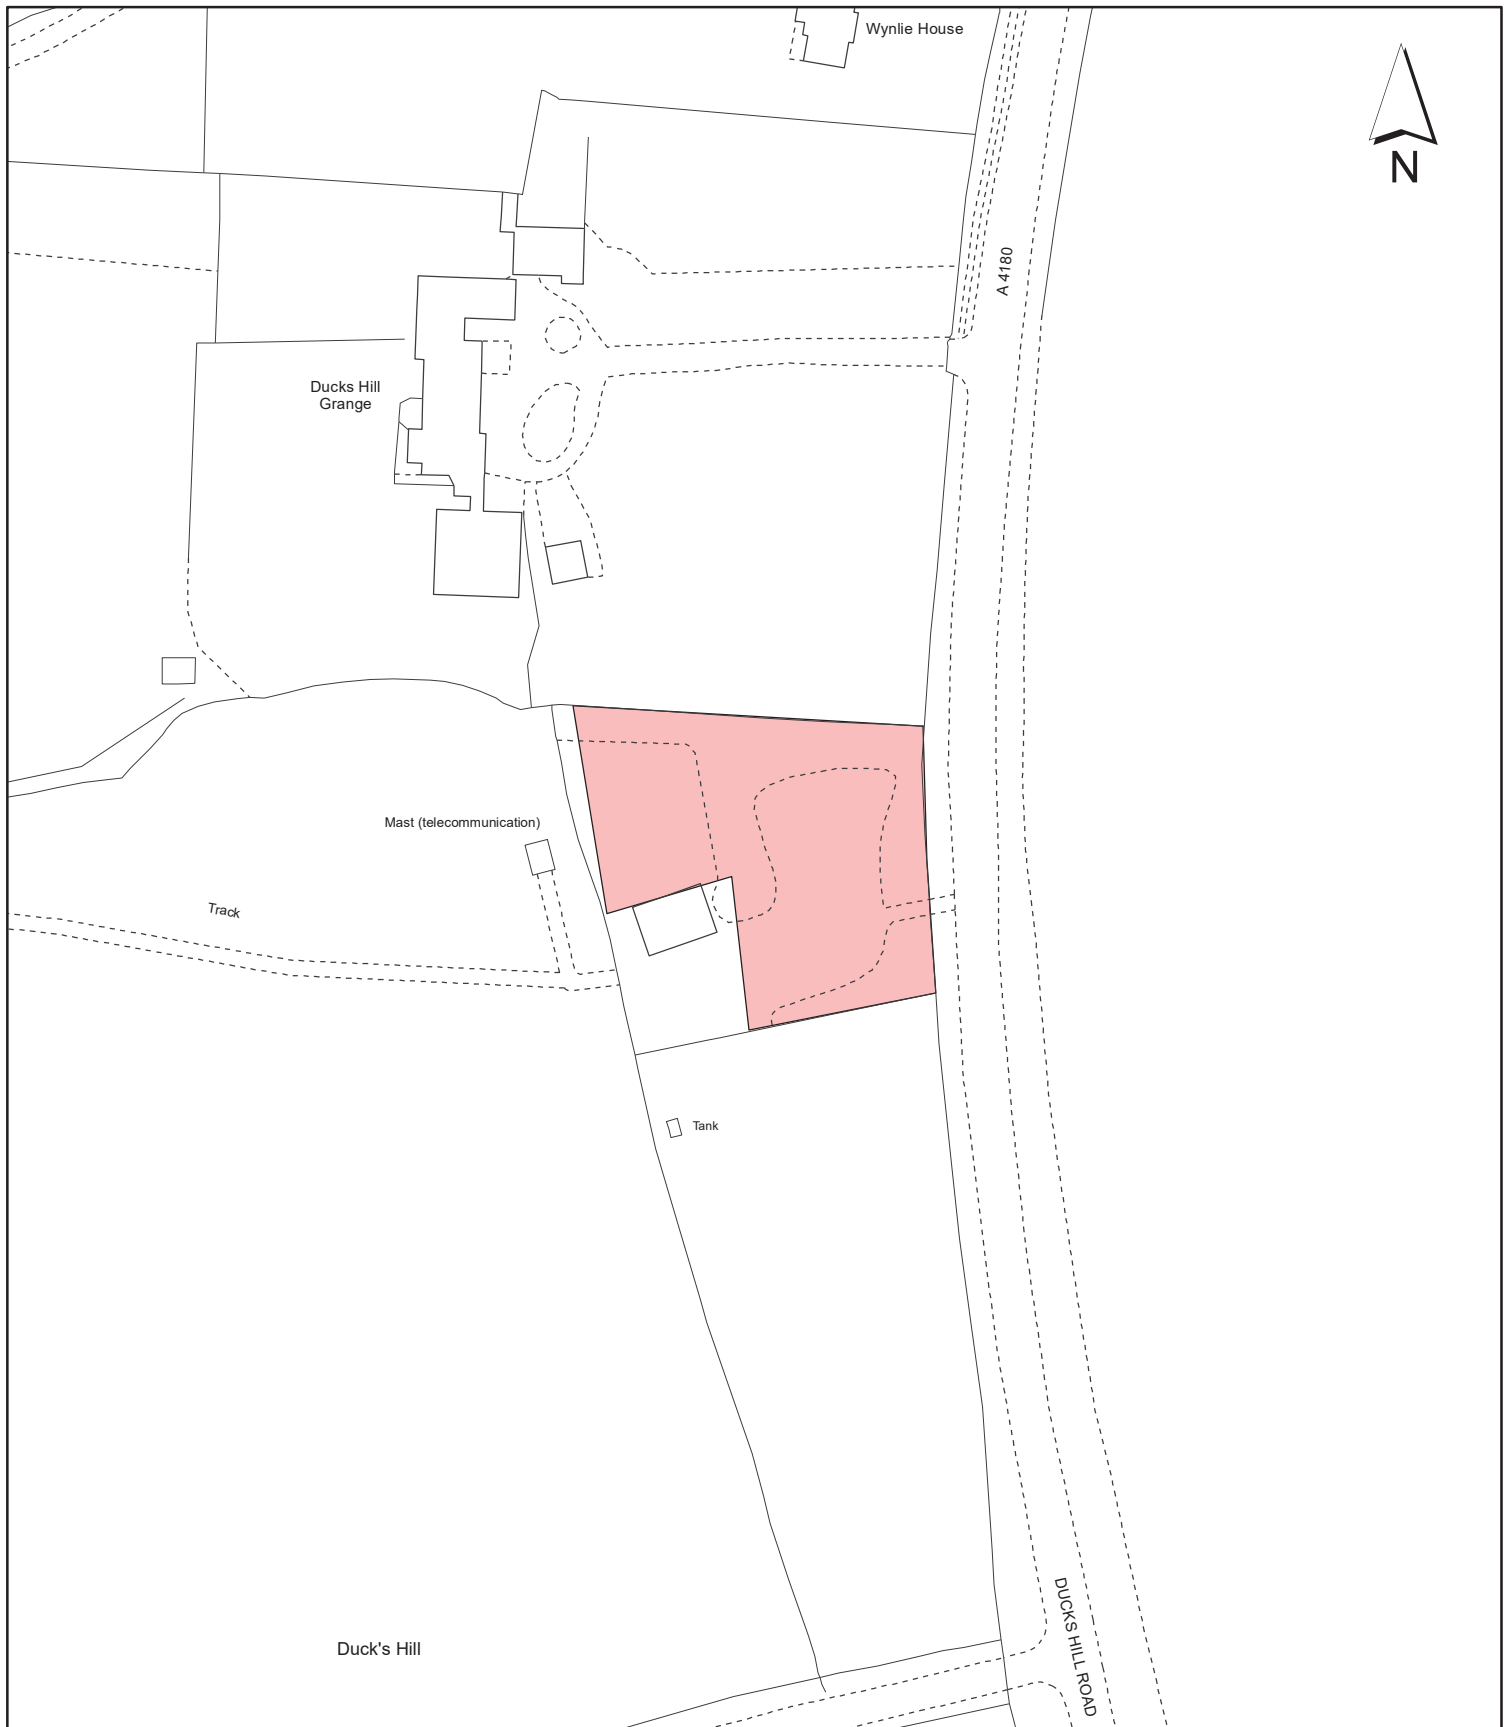 Wynlie House
N
A 4180
Ducks Hill
Grange
Mast (telecommunication)
Track
Tank
DUCKS HILL ROAD
Duck's Hill